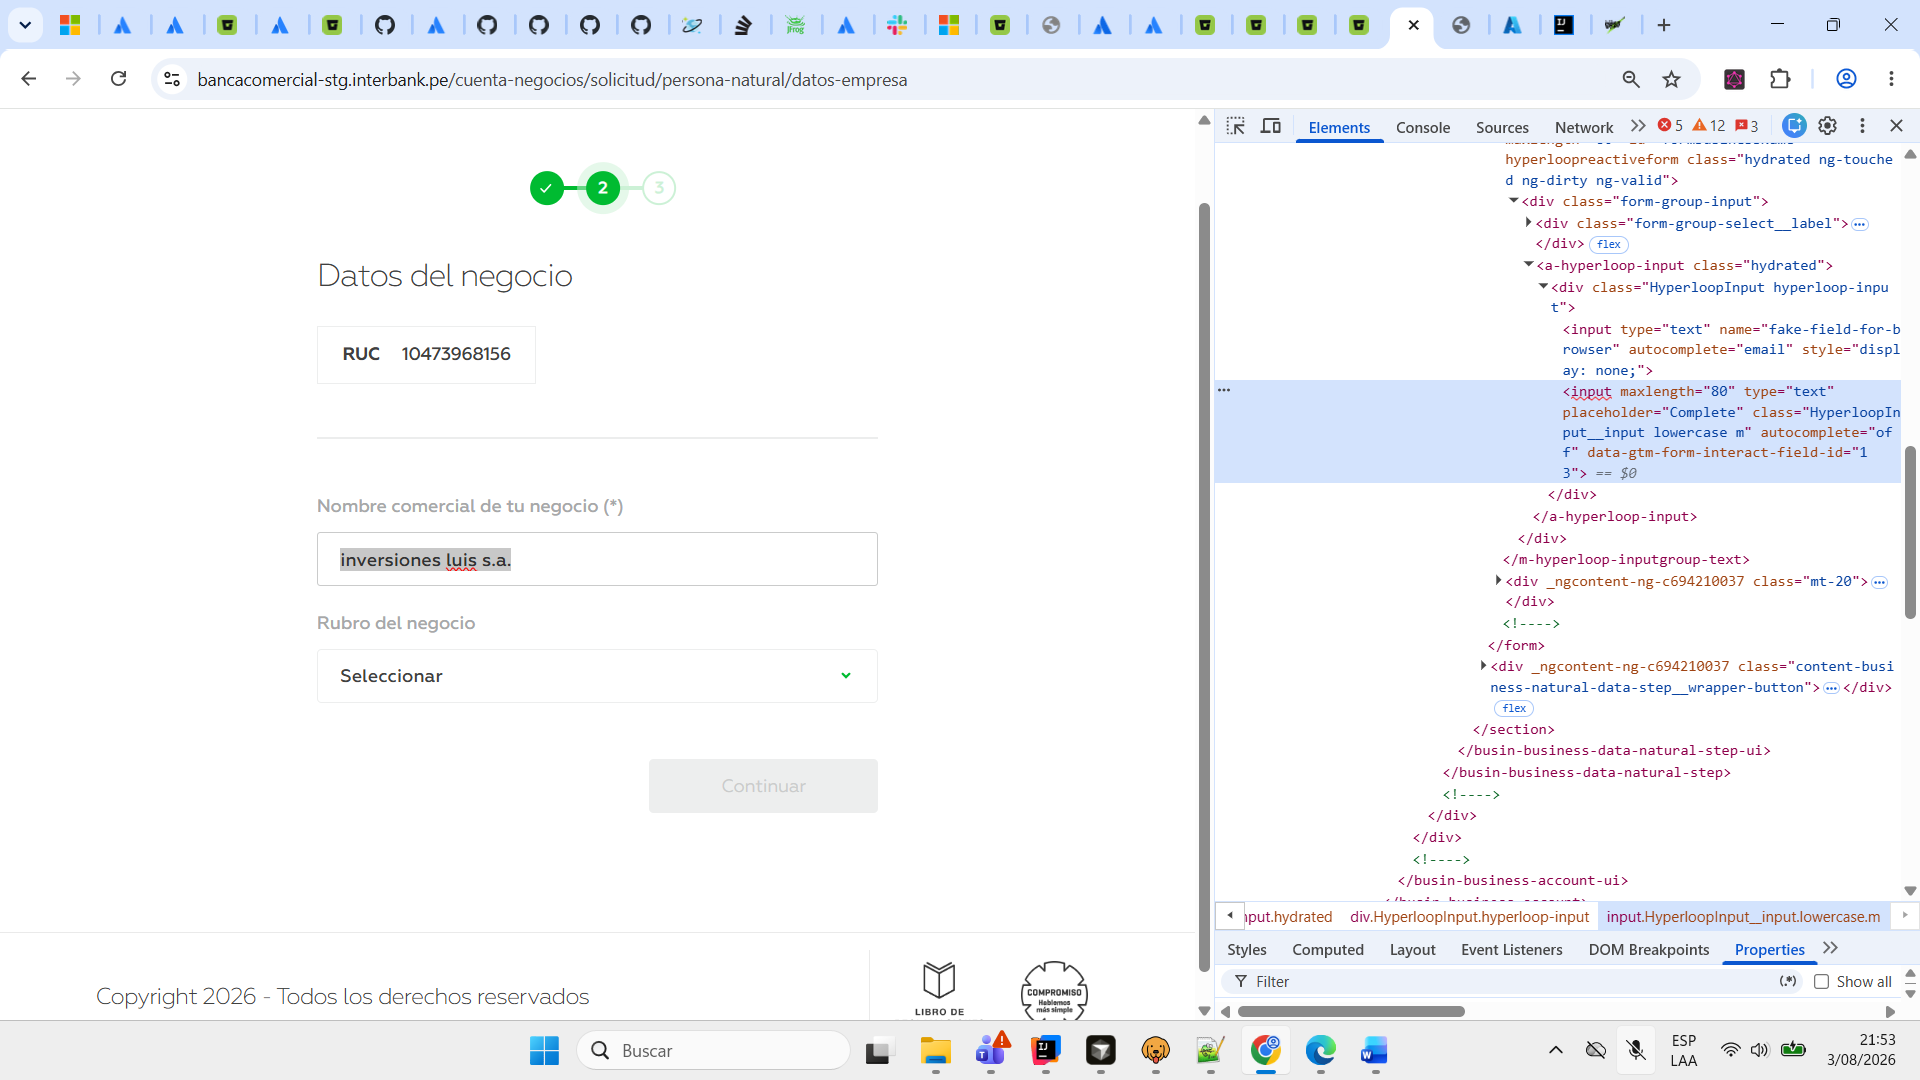 bancacomercial-stg.interbank.pe/cuenta-negocios/solicitud/persona-natural/datos-empresa
2
3
Datos del negocio
RUC 10473968156
Nombre comercial de tu negocio (*)
inversiones luis s.a.
Rubro del negocio
Seleccionar
Continuar
Copyright 2026 - Todos los derechos reservados
LIBRO DE
COMPROMISO
Hablemos
más simple
Elements Console Sources Network 5 12 3
hyperloopreactiveform class="hydrated ng-touche
d ng-dirty ng-valid">
<div class="form-group-input">
<div class="form-group-select__label">
</div> flex
<a-hyperloop-input class="hydrated">
<div class="HyperloopInput hyperloop-inpu
t">
<input type="text" name="fake-field-for-b
rowser" autocomplete="email" style="displ
ay: none;">
<input maxlength="80" type="text"
placeholder="Complete" class="HyperloopIn
put__input lowercase m" autocomplete="of
f" data-gtm-form-interact-field-id="1
3"> == $0
</div>
</a-hyperloop-input>
</div>
</m-hyperloop-inputgroup-text>
<div _ngcontent-ng-c694210037 class="mt-20">
</div>
<!---->
</form>
<div _ngcontent-ng-c694210037 class="content-busi
ness-natural-data-step__wrapper-button"> </div>
flex
</section>
</busin-business-data-natural-step-ui>
</busin-business-data-natural-step>
<!---->
</div>
</div>
<!---->
</busin-business-account-ui>
input.hydrated div.HyperloopInput.hyperloop-input input.HyperloopInput__input.lowercase.m
Styles Computed Layout Event Listeners DOM Breakpoints Properties
Filter (.*) Show all
Buscar
ESP
LAA
21:53
3/08/2026